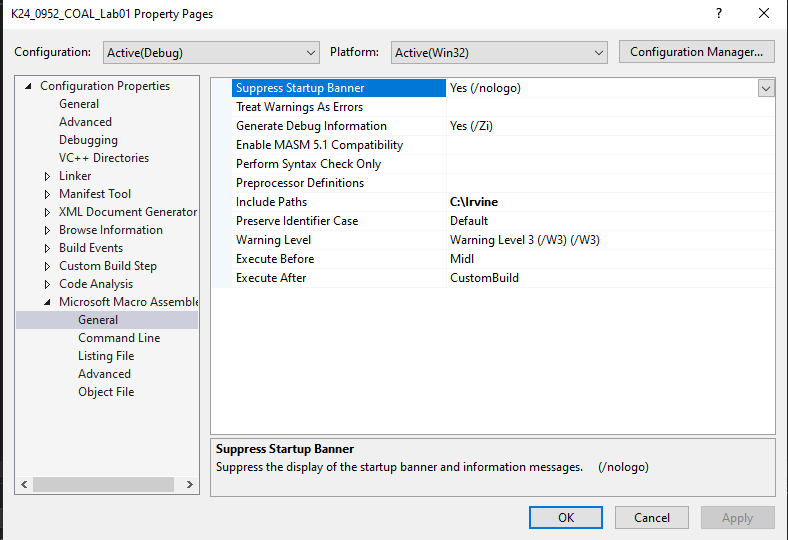 K24_0952_COAL_Lab01 Property Pages
?
Configuration:
Active(Debug)
Platform:
Active(Win32)
Configuration Manager...
Configuration Properties
General
Advanced
Debugging
VC++ Directories
Linker
Manifest Tool
XML Document Generator
Browse Information
Build Events
Custom Build Step
Code Analysis
Microsoft Macro Assemble
General
Command Line
Listing File
Advanced
Object File
Suppress Startup Banner Yes (/nologo)
Treat Warnings As Errors
Generate Debug Information Yes (/Zi)
Enable MASM 5.1 Compatibility
Perform Syntax Check Only
Preprocessor Definitions
Include Paths C:\Irvine
Preserve Identifier Case Default
Warning Level Warning Level 3 (/W3) (/W3)
Execute Before Midl
Execute After CustomBuild
Suppress Startup Banner
Suppress the display of the startup banner and information messages. (/nologo)
OK
Cancel
Apply